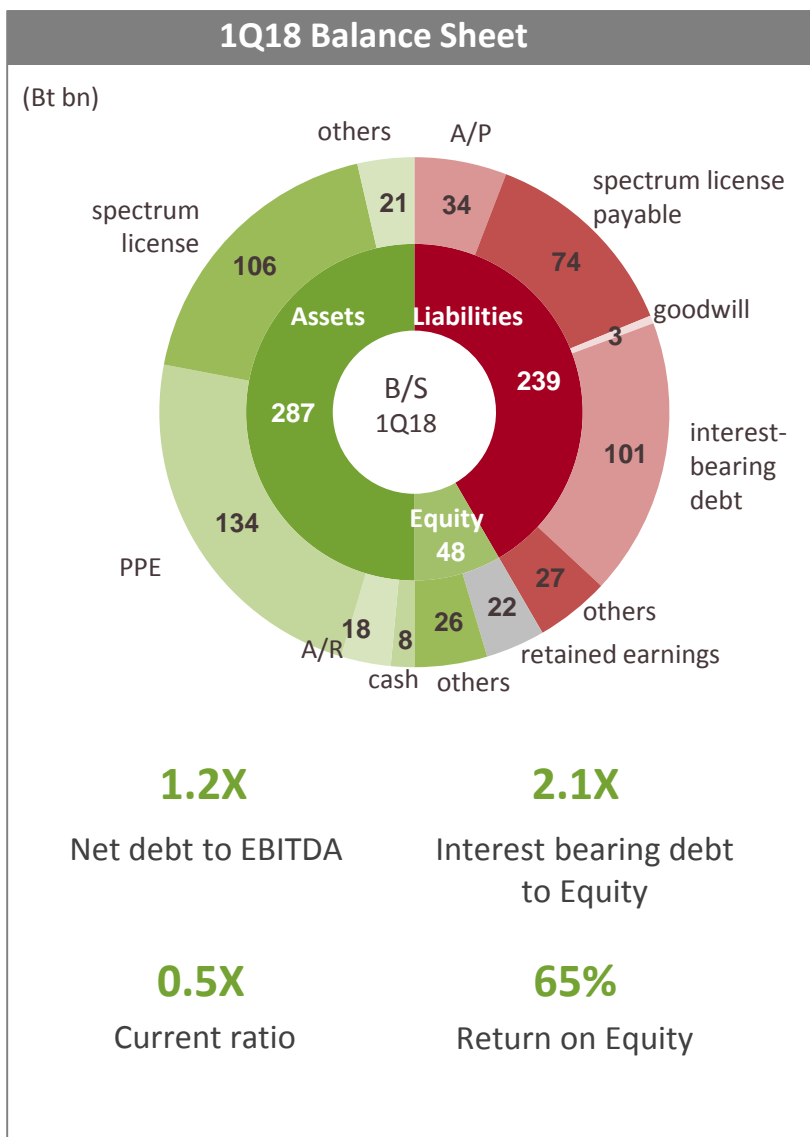 1Q18 Balance Sheet
(Bt bn)
others
A/P
spectrum license
payable
spectrum
license
21
34
106
74
goodwill
3
Assets
Liabilities
287
B/S
1Q18
239
interest-
bearing
debt
101
134
PPE
Equity
48
18
A/R
8
cash
26
others
22
retained earnings
27
others
1.2X
Net debt to EBITDA
2.1X
Interest bearing debt
to Equity
0.5X
Current ratio
65%
Return on Equity